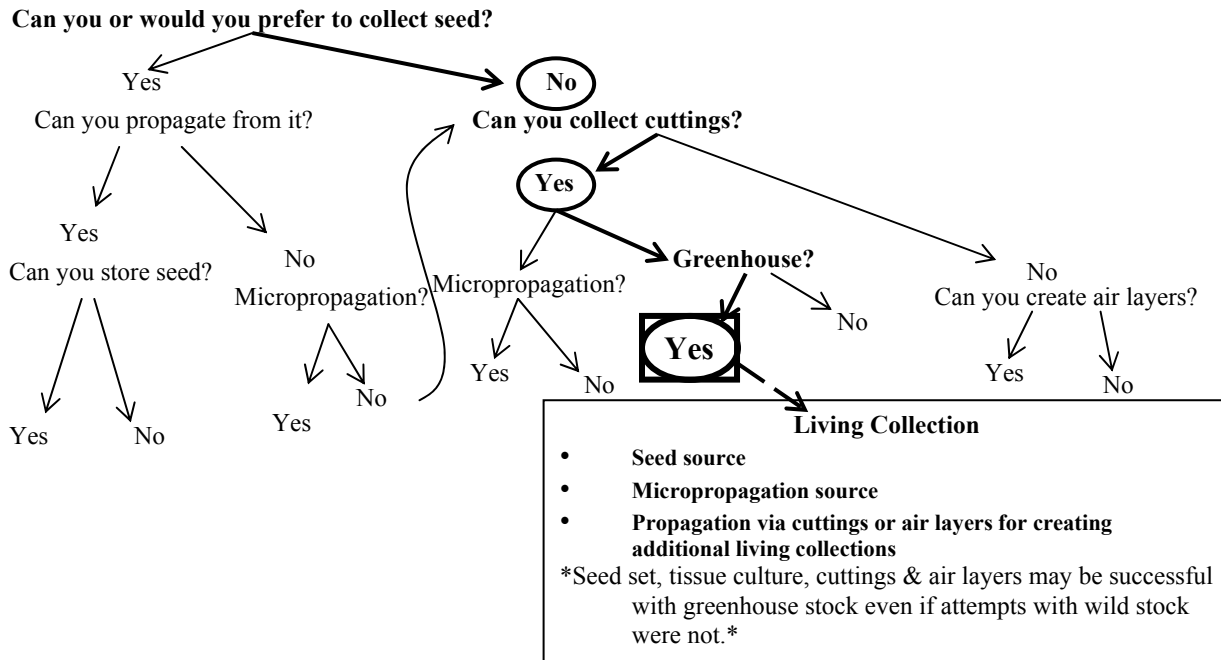 Can you or would you prefer to collect seed?
Yes
No
Can you propagate from it?
Can you collect cuttings?
Yes
Yes
No
No
Can you store seed?
Greenhouse?
Micropropagation?
Micropropagation?
Can you create air layers?
No
Yes
Yes
No
Yes
No
Yes
No
Yes
No
Living Collection
• Seed source
• Micropropagation source
• Propagation via cuttings or air layers for creating
additional living collections
*Seed set, tissue culture, cuttings & air layers may be successful
with greenhouse stock even if attempts with wild stock
were not.*